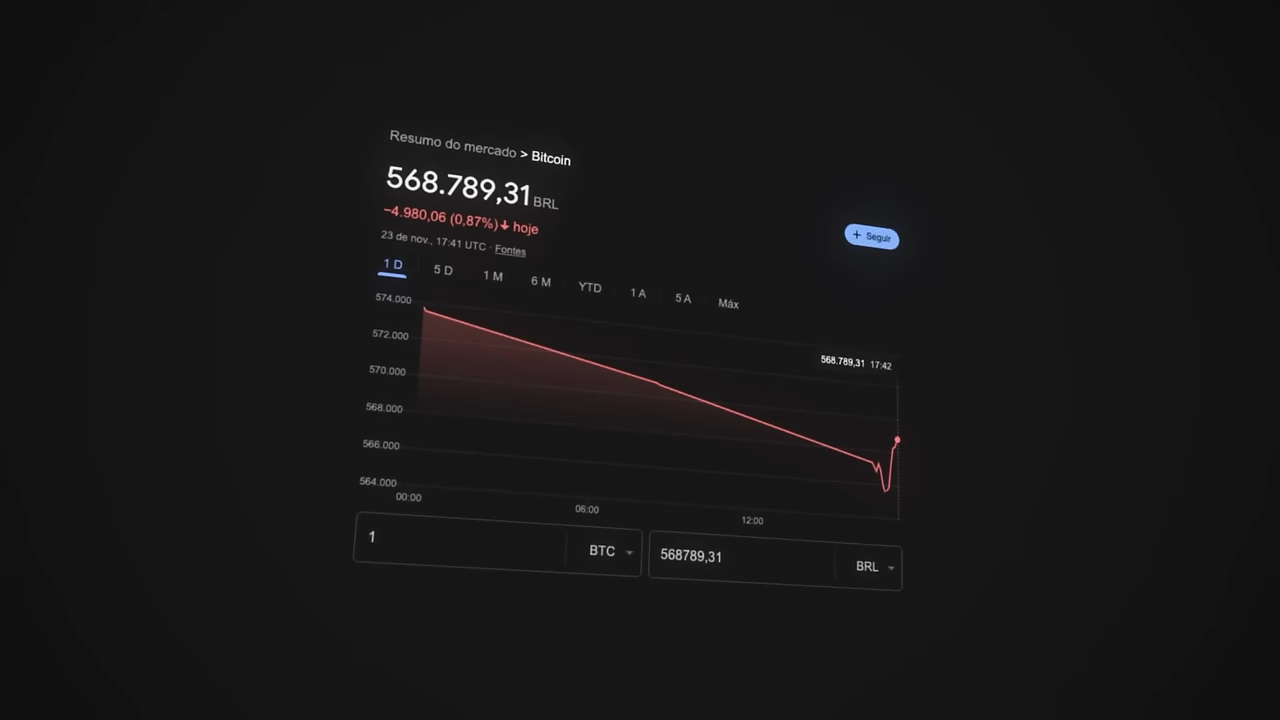 Resumo do mercado > Bitcoin
568.789,31 BRL
−4.980,06 (0,87%) ↓ hoje
23 de nov., 17:41 UTC · Fontes
+ Seguir
1 D 5 D 1 M 6 M YTD 1 A 5 A Máx
568.789,31 17:42
574.000
572.000
570.000
568.000
566.000
564.000
00:00 06:00 12:00
1 BTC 568789,31 BRL